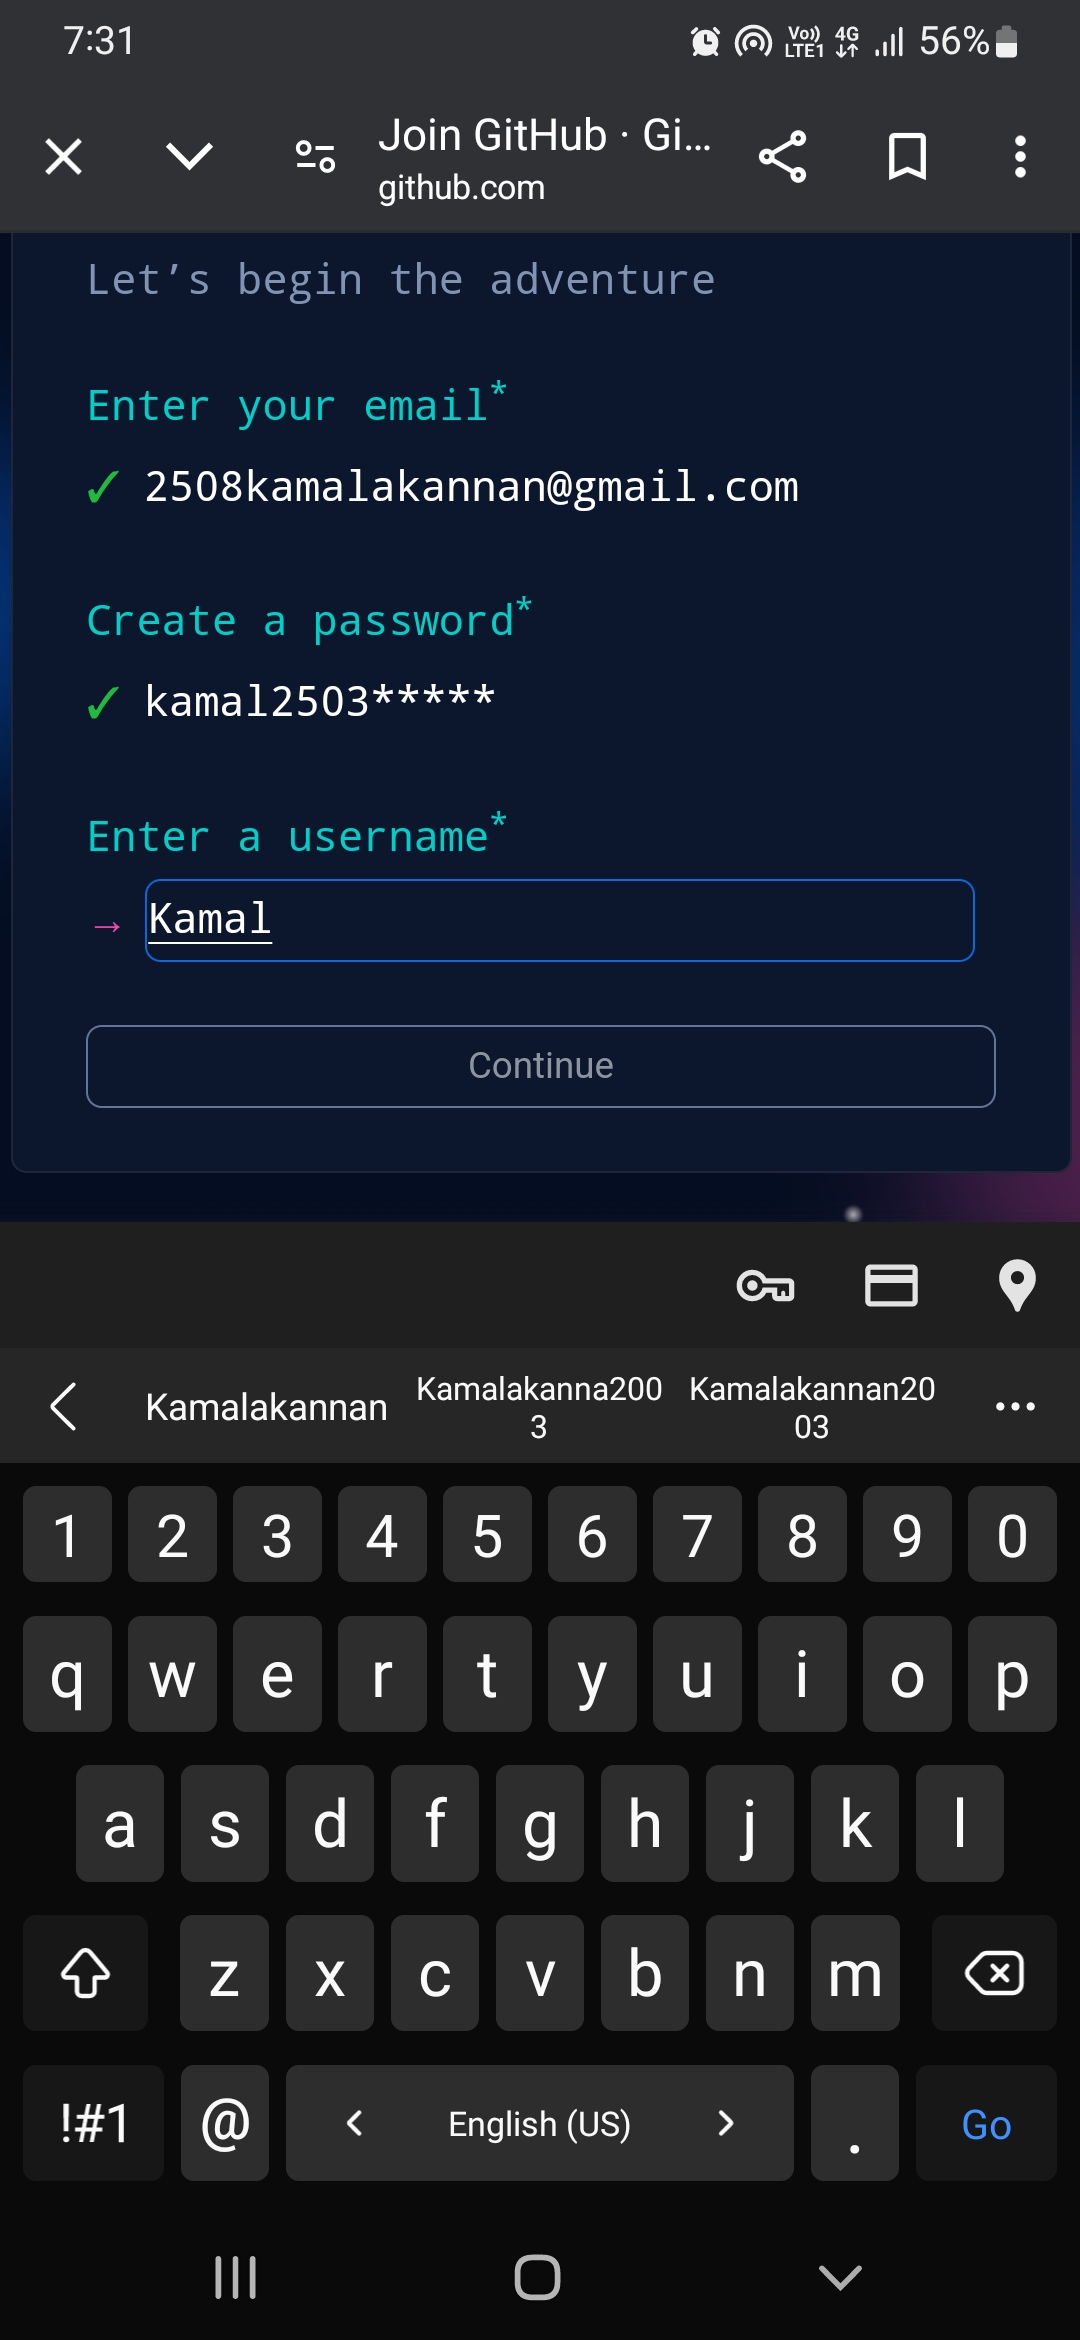 7:31
Vo)) LTE1 4G 56%
Join GitHub · Gi...
github.com
Let's begin the adventure
Enter your email*
✓ 2508kamalakannan@gmail.com
Create a password*
✓ kamal2503*****
Enter a username*
→ Kamal
Continue
Kamalakannan Kamalakanna2003 Kamalakannan2003 ...
1 2 3 4 5 6 7 8 9 0
q w e r t y u i o p
a s d f g h j k l
z x c v b n m
!#1 @ < English (US) > . Go